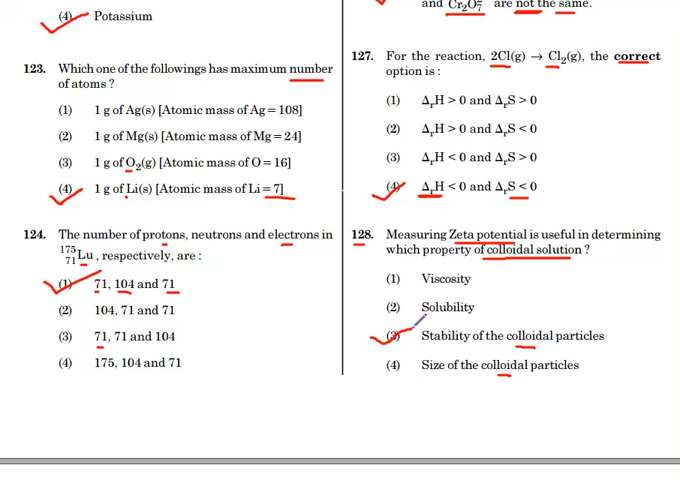 (4) Potassium
123. Which one of the followings has maximum number
of atoms ?
(1) 1 g of Ag(s) [Atomic mass of Ag = 108]
(2) 1 g of Mg(s) [Atomic mass of Mg = 24]
(3) 1 g of O₂(g) [Atomic mass of O = 16]
(4) 1 g of Li(s) [Atomic mass of Li = 7]
124. The number of protons, neutrons and electrons in
¹⁷⁵₇₁Lu, respectively, are :
(1) 71, 104 and 71
(2) 104, 71 and 71
(3) 71, 71 and 104
(4) 175, 104 and 71
and Cr₂O₇²⁻ are not the same.
127. For the reaction, 2Cl(g) → Cl₂(g), the correct
option is :
(1) ΔᵣH > 0 and ΔᵣS > 0
(2) ΔᵣH > 0 and ΔᵣS < 0
(3) ΔᵣH < 0 and ΔᵣS > 0
(4) ΔᵣH < 0 and ΔᵣS < 0
128. Measuring Zeta potential is useful in determining
which property of colloidal solution ?
(1) Viscosity
(2) Solubility
(3) Stability of the colloidal particles
(4) Size of the colloidal particles